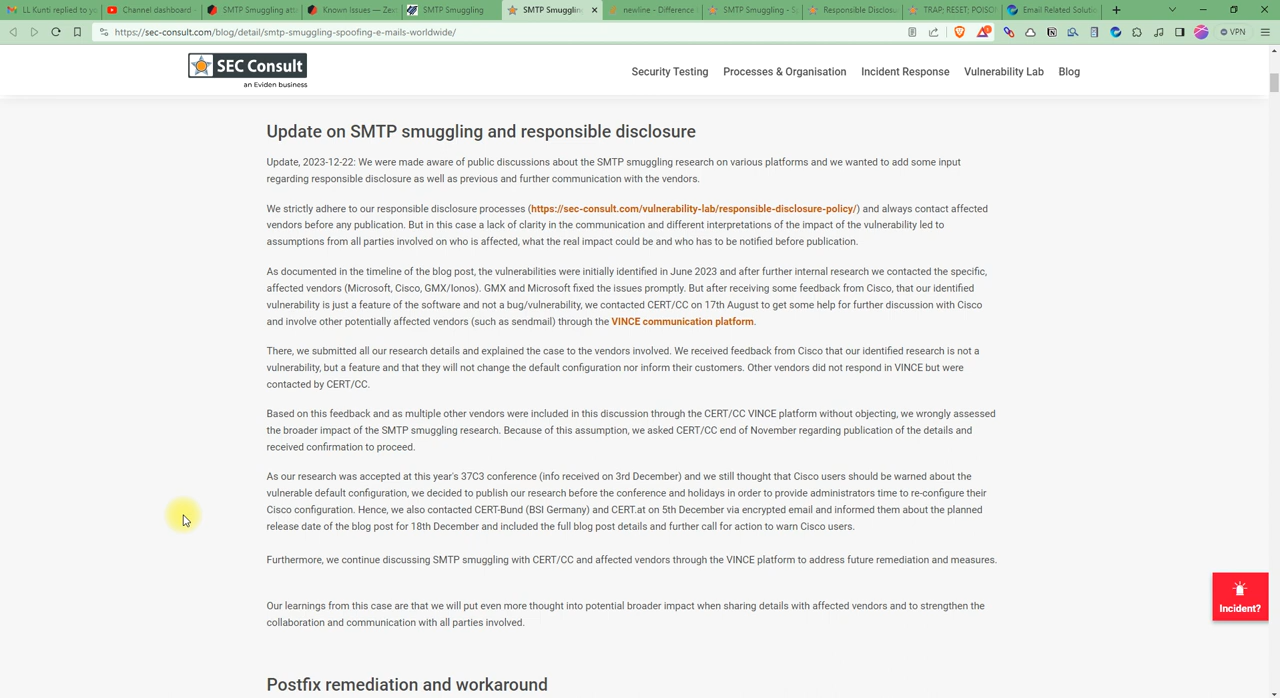 LL Kunti replied to yo
Channel dashboard -
SMTP Smuggling att
Known Issues — Zei
SMTP Smuggling
SMTP Smugglin
newline - Difference
SMTP Smuggling - S
Responsible Disclosu
TRAP; RESET; POISON
Email Related Soluti
https://sec-consult.com/blog/detail/smtp-smuggling-spoofing-e-mails-worldwide/
VPN
SEC Consult
an Eviden business
Security Testing Processes & Organisation Incident Response Vulnerability Lab Blog
Update on SMTP smuggling and responsible disclosure
Update, 2023-12-22: We were made aware of public discussions about the SMTP smuggling research on various platforms and we wanted to add some input
regarding responsible disclosure as well as previous and further communication with the vendors.
We strictly adhere to our responsible disclosure processes (https://sec-consult.com/vulnerability-lab/responsible-disclosure-policy/) and always contact affected
vendors before any publication. But in this case a lack of clarity in the communication and different interpretations of the impact of the vulnerability led to
assumptions from all parties involved on who is affected, what the real impact could be and who has to be notified before publication.
As documented in the timeline of the blog post, the vulnerabilities were initially identified in June 2023 and after further internal research we contacted the specific,
affected vendors (Microsoft, Cisco, GMX/Ionos). GMX and Microsoft fixed the issues promptly. But after receiving some feedback from Cisco, that our identified
vulnerability is just a feature of the software and not a bug/vulnerability, we contacted CERT/CC on 17th August to get some help for further discussion with Cisco
and involve other potentially affected vendors (such as sendmail) through the VINCE communication platform.
There, we submitted all our research details and explained the case to the vendors involved. We received feedback from Cisco that our identified research is not a
vulnerability, but a feature and that they will not change the default configuration nor inform their customers. Other vendors did not respond in VINCE but were
contacted by CERT/CC.
Based on this feedback and as multiple other vendors were included in this discussion through the CERT/CC VINCE platform without objecting, we wrongly assessed
the broader impact of the SMTP smuggling research. Because of this assumption, we asked CERT/CC end of November regarding publication of the details and
received confirmation to proceed.
As our research was accepted at this year's 37C3 conference (info received on 3rd December) and we still thought that Cisco users should be warned about the
vulnerable default configuration, we decided to publish our research before the conference and holidays in order to provide administrators time to re-configure their
Cisco configuration. Hence, we also contacted CERT-Bund (BSI Germany) and CERT.at on 5th December via encrypted email and informed them about the planned
release date of the blog post for 18th December and included the full blog post details and further call for action to warn Cisco users.
Furthermore, we continue discussing SMTP smuggling with CERT/CC and affected vendors through the VINCE platform to address future remediation and measures.
Our learnings from this case are that we will put even more thought into potential broader impact when sharing details with affected vendors and to strengthen the
collaboration and communication with all parties involved.
Incident?
Postfix remediation and workaround